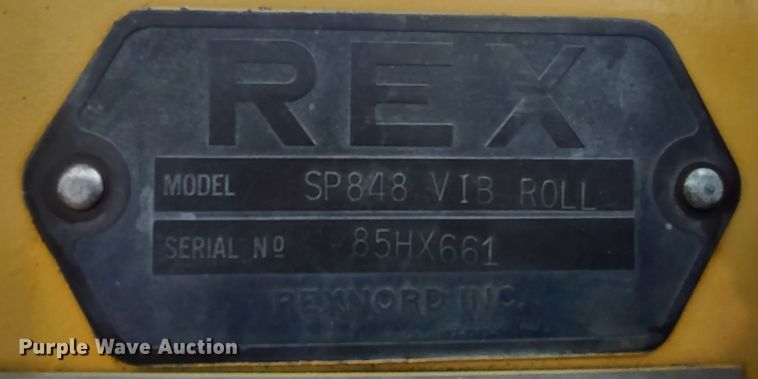 REX
MODEL SP848 VIB ROLL
SERIAL Nº 85HX661
REXNORD INC.
Purple Wave Auction